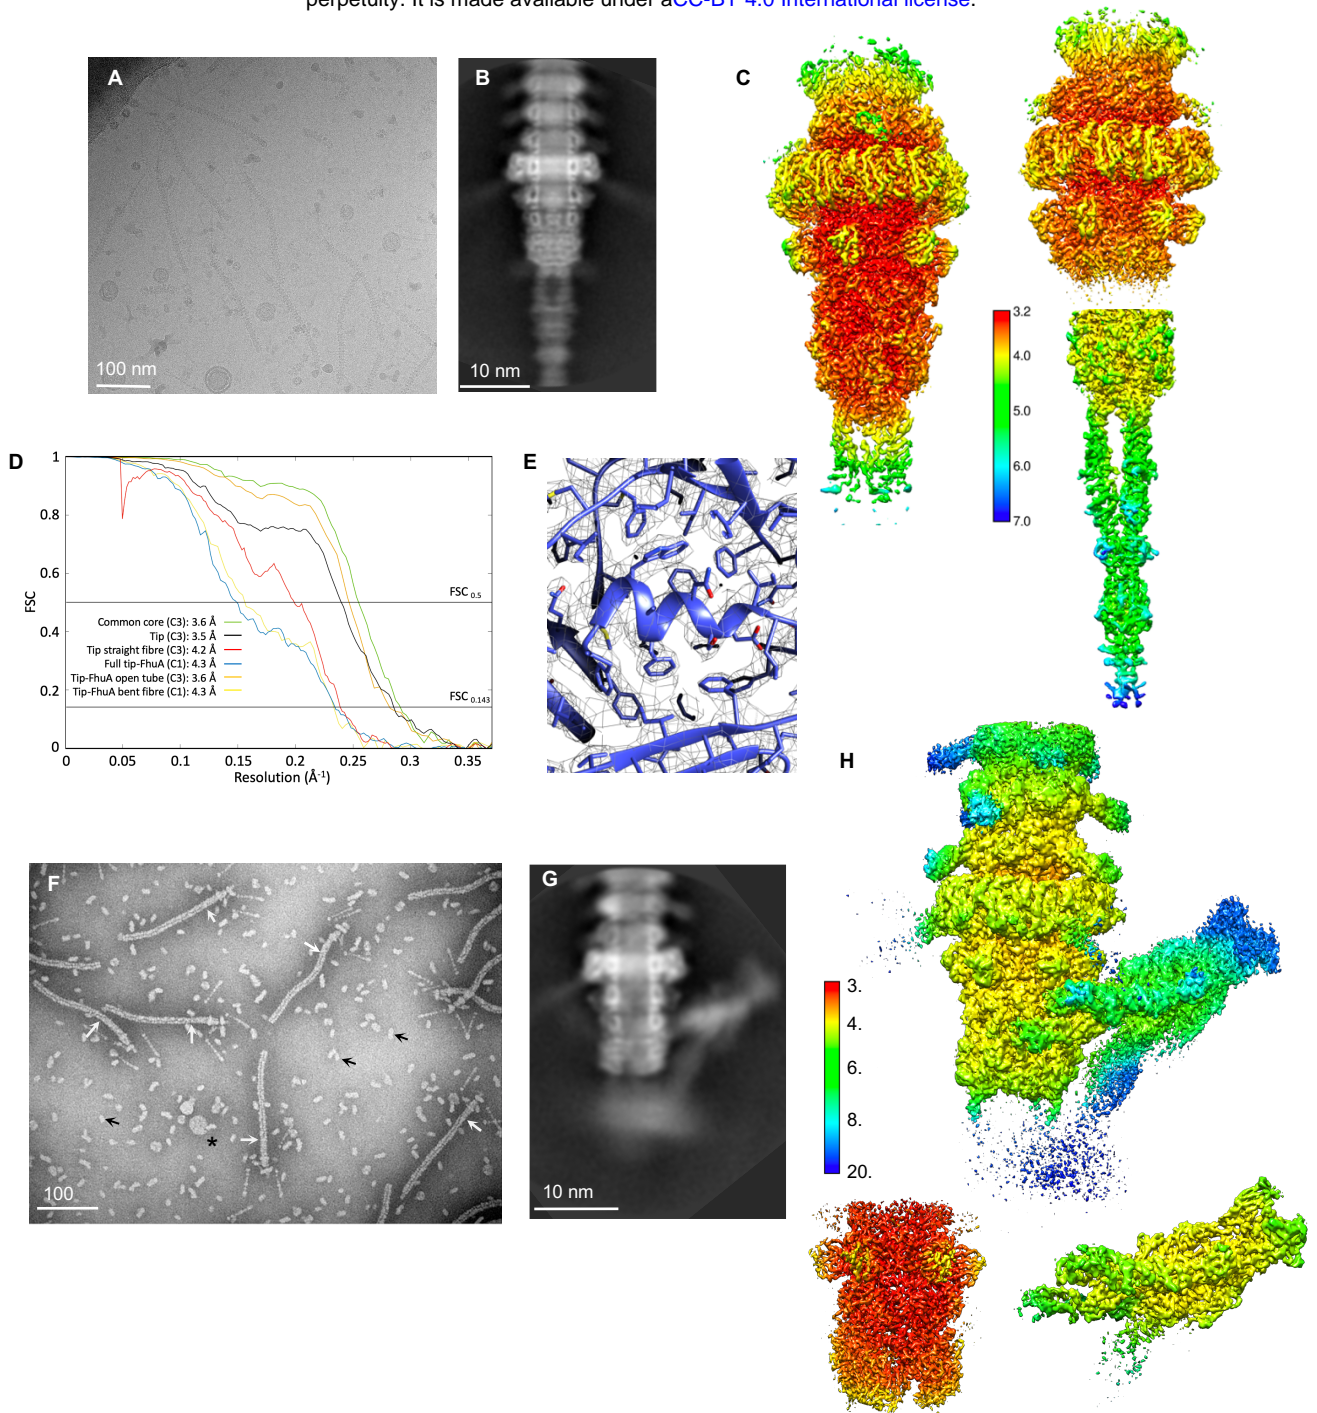 perpetuity. It is made available under aCC-BY 4.0 International license.
A
100 nm
B
10 nm
C
3.2
4.0
5.0
6.0
7.0
D
1
0.8
0.6
0.4
0.2
0
FSC
FSC 0.5
FSC 0.143
Common core (C3): 3.6 Å
Tip (C3): 3.5 Å
Tip straight fibre (C3): 4.2 Å
Full tip-FhuA (C1): 4.3 Å
Tip-FhuA open tube (C3): 3.6 Å
Tip-FhuA bent fibre (C1): 4.3 Å
0 0.05 0.1 0.15 0.2 0.25 0.3 0.35
Resolution (Å-1)
E
F
*
100
G
10 nm
H
3.
4.
6.
8.
20.